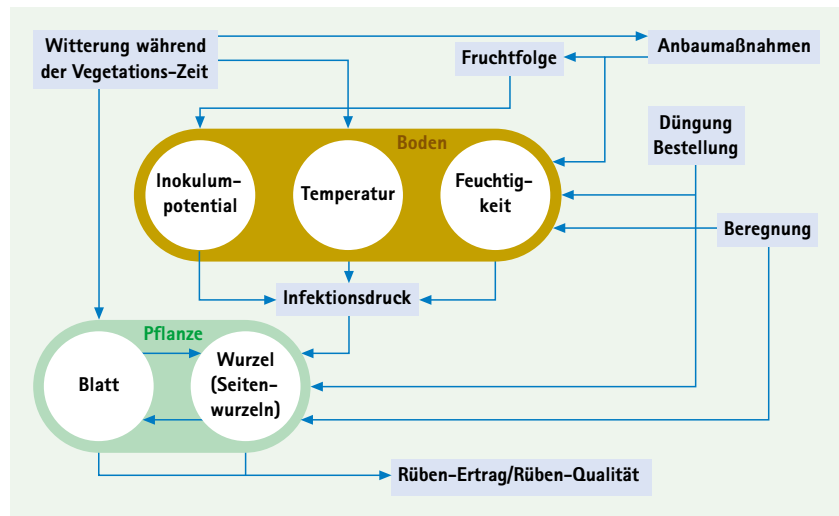 Witterung während
der Vegetations-Zeit
Anbaumaßnahmen
Fruchtfolge
Düngung
Bestellung
Boden
Inokulum-
potential
Temperatur
Feuchtig-
keit
Beregnung
Infektionsdruck
Pflanze
Blatt
Wurzel
(Seiten-
wurzeln)
Rüben-Ertrag/Rüben-Qualität